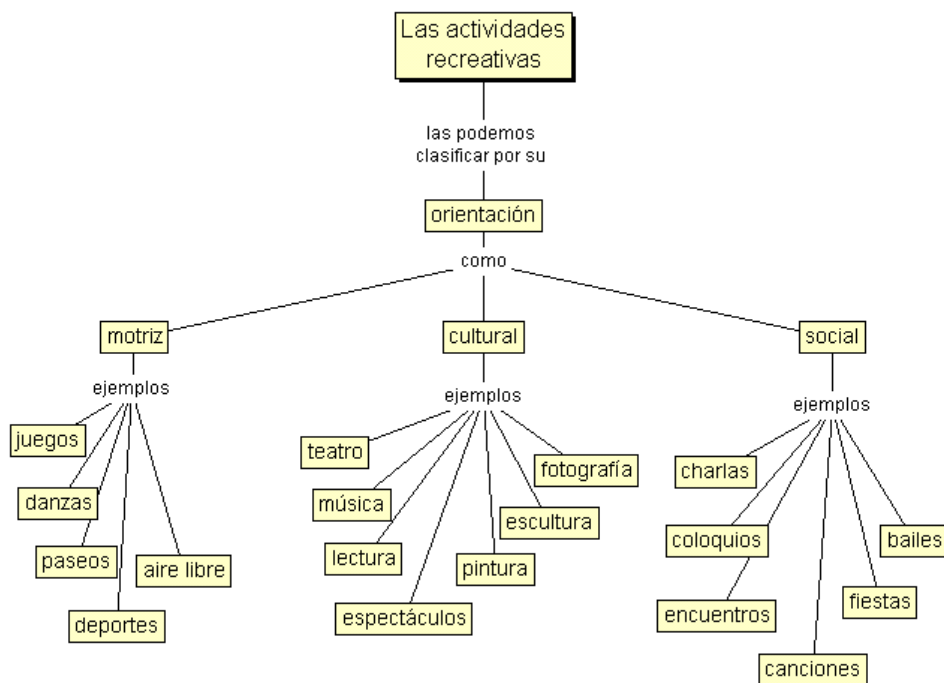 Las actividades
recreativas
las podemos
clasificar por su
orientación
como
motriz
cultural
social
ejemplos
juegos
danzas
paseos
aire libre
deportes
ejemplos
teatro
fotografía
música
escultura
lectura
pintura
espectáculos
ejemplos
charlas
coloquios
bailes
encuentros
fiestas
canciones